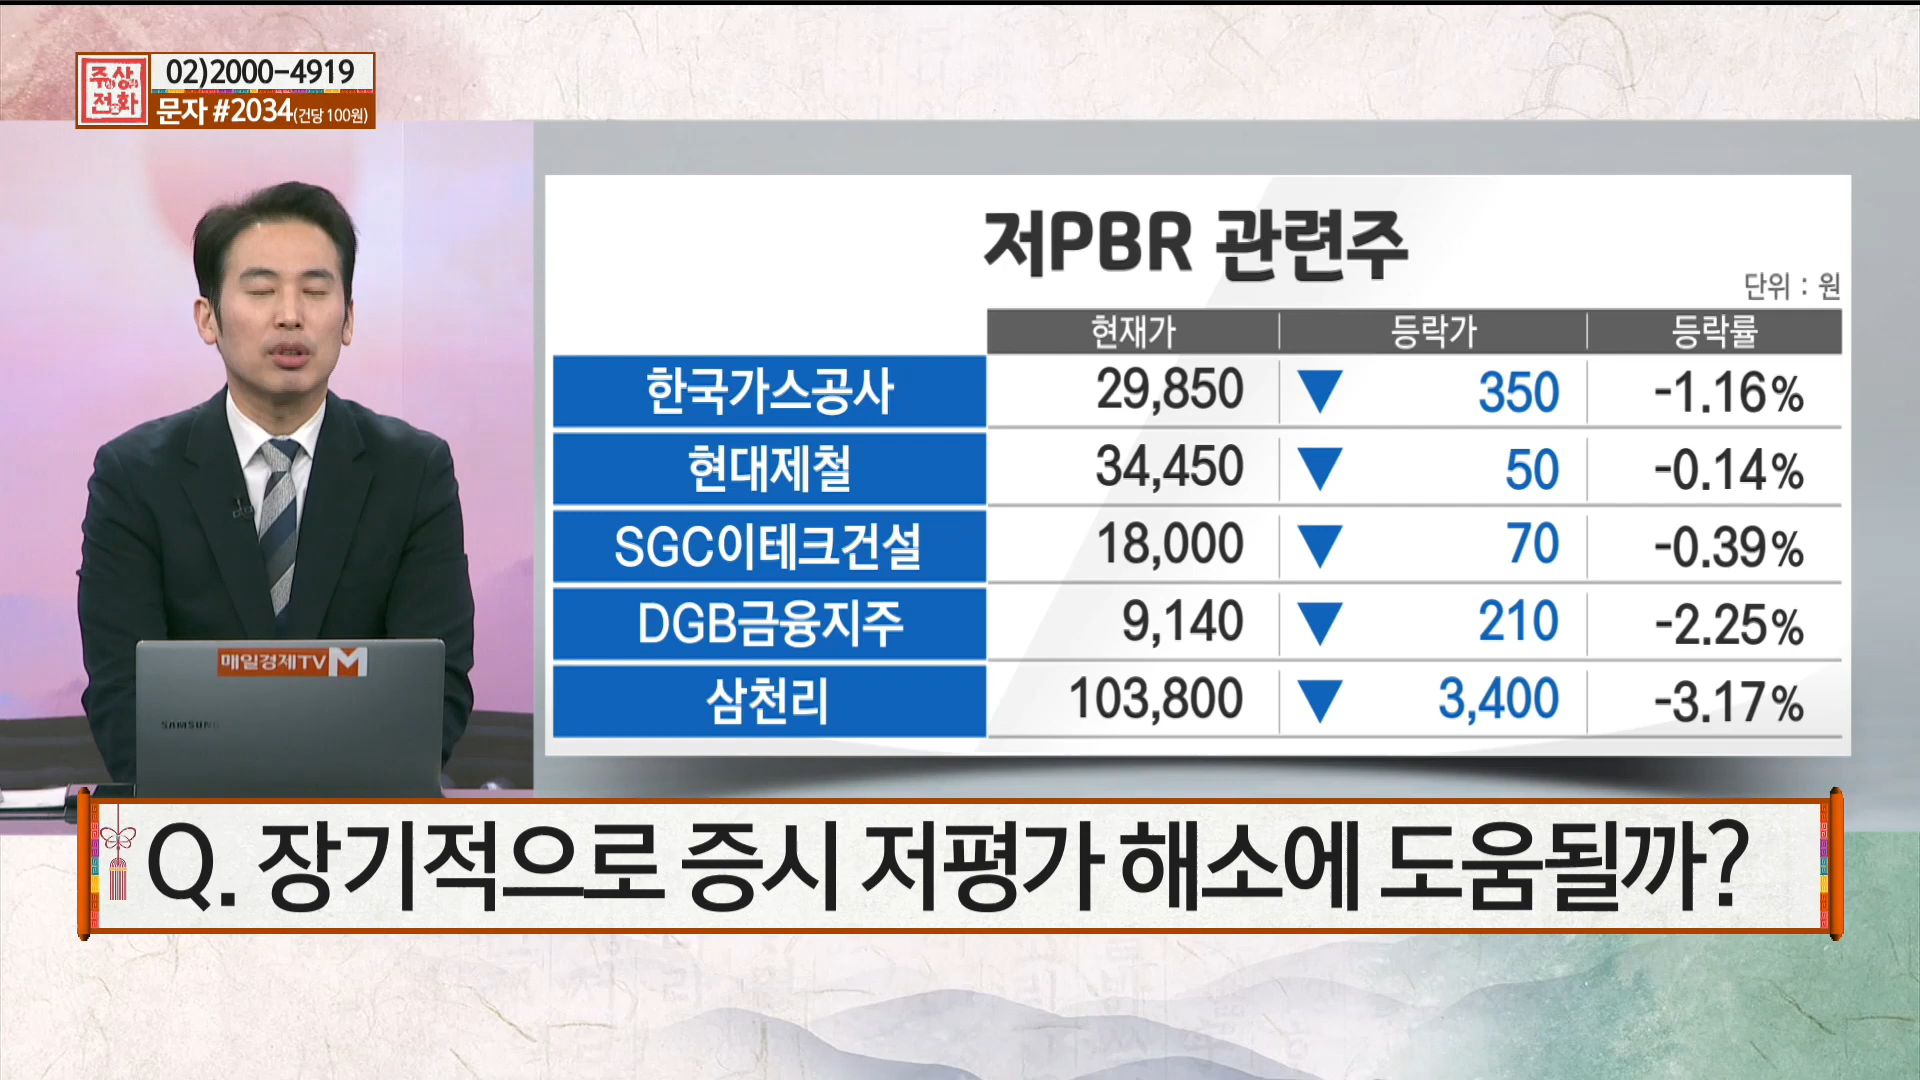 주상전화
02)2000-4919
문자 #2034(건당 100원)
저PBR 관련주
단위 : 원
현재가 등락가 등락률
한국가스공사 29,850 ▼ 350 -1.16%
현대제철 34,450 ▼ 50 -0.14%
SGC이테크건설 18,000 ▼ 70 -0.39%
DGB금융지주 9,140 ▼ 210 -2.25%
삼천리 103,800 ▼ 3,400 -3.17%
매일경제TV M
SAMSUNG
Q. 장기적으로 증시 저평가 해소에 도움될까?